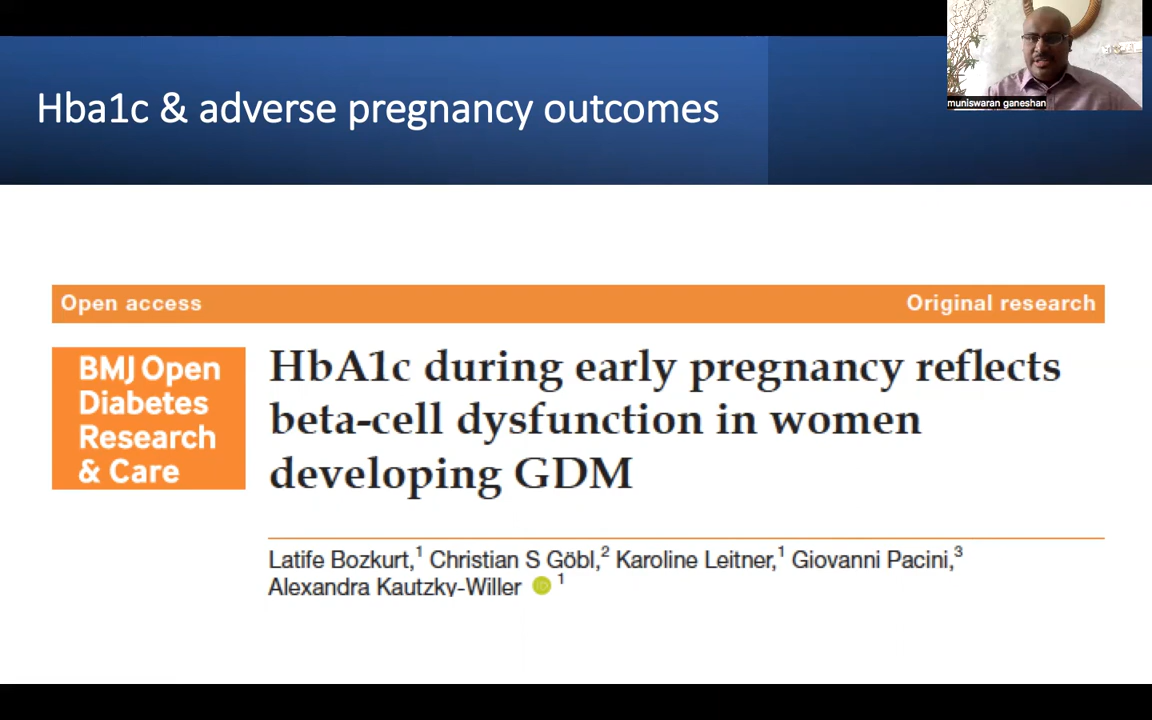 Hba1c & adverse pregnancy outcomes
muniswaran ganeshan
Open access
Original research
BMJ Open
Diabetes
Research
& Care
HbA1c during early pregnancy reflects
beta-cell dysfunction in women
developing GDM
Latife Bozkurt,1 Christian S Göbl,2 Karoline Leitner,1 Giovanni Pacini,3
Alexandra Kautzky-Willer 1